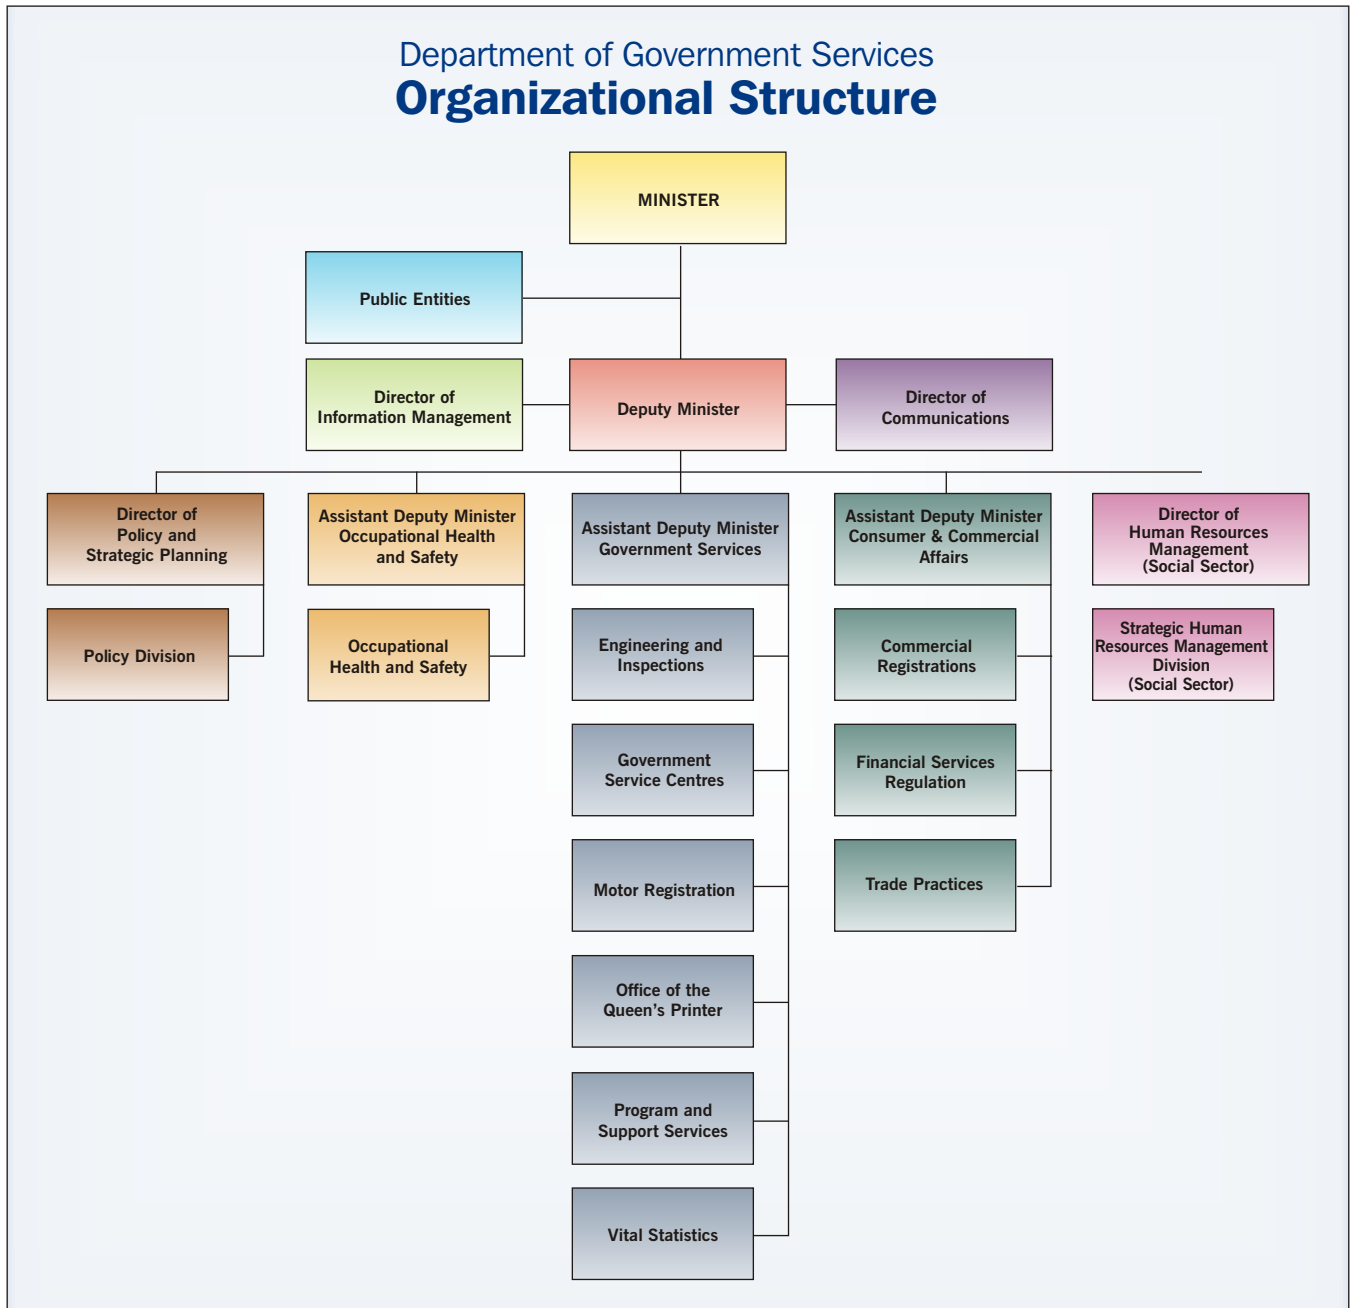 Department of Government Services
Organizational Structure
MINISTER
Public Entities
Director of
Information Management
Deputy Minister
Director of
Communications
Director of
Policy and
Strategic Planning
Assistant Deputy Minister
Occupational Health
and Safety
Assistant Deputy Minister
Government Services
Assistant Deputy Minister
Consumer & Commercial
Affairs
Director of
Human Resources
Management
(Social Sector)
Policy Division
Occupational
Health and Safety
Engineering and
Inspections
Commercial
Registrations
Strategic Human
Resources Management
Division
(Social Sector)
Government
Service Centres
Financial Services
Regulation
Motor Registration
Trade Practices
Office of the
Queen’s Printer
Program and
Support Services
Vital Statistics